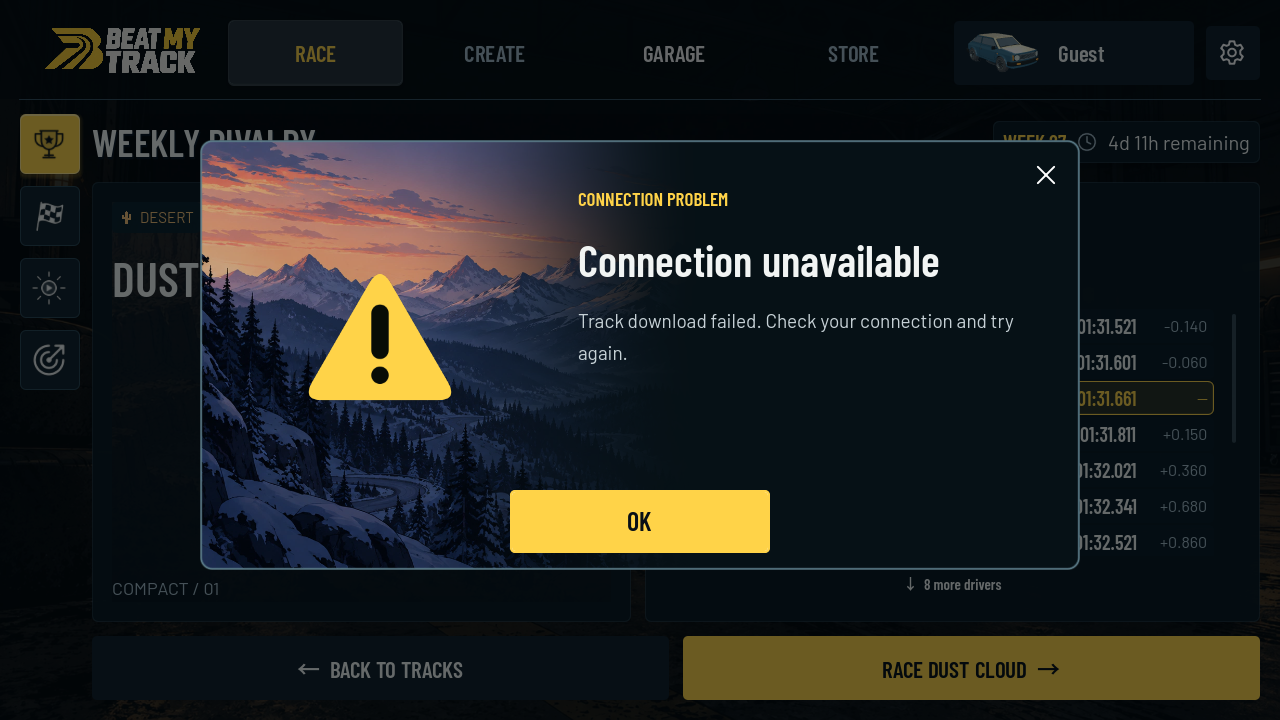 BEAT MY
TRACK
RACE
CREATE
GARAGE
STORE
Guest
WEEKLY RIVALRY
4d 11h remaining
DESERT
DUST
CONNECTION PROBLEM
Connection unavailable
Track download failed. Check your connection and try
again.
OK
01:31.521 -0.140
01:31.601 -0.060
01:31.661 —
01:31.811 +0.150
01:32.021 +0.360
01:32.341 +0.680
01:32.521 +0.860
8 more drivers
COMPACT / 01
← BACK TO TRACKS
RACE DUST CLOUD →